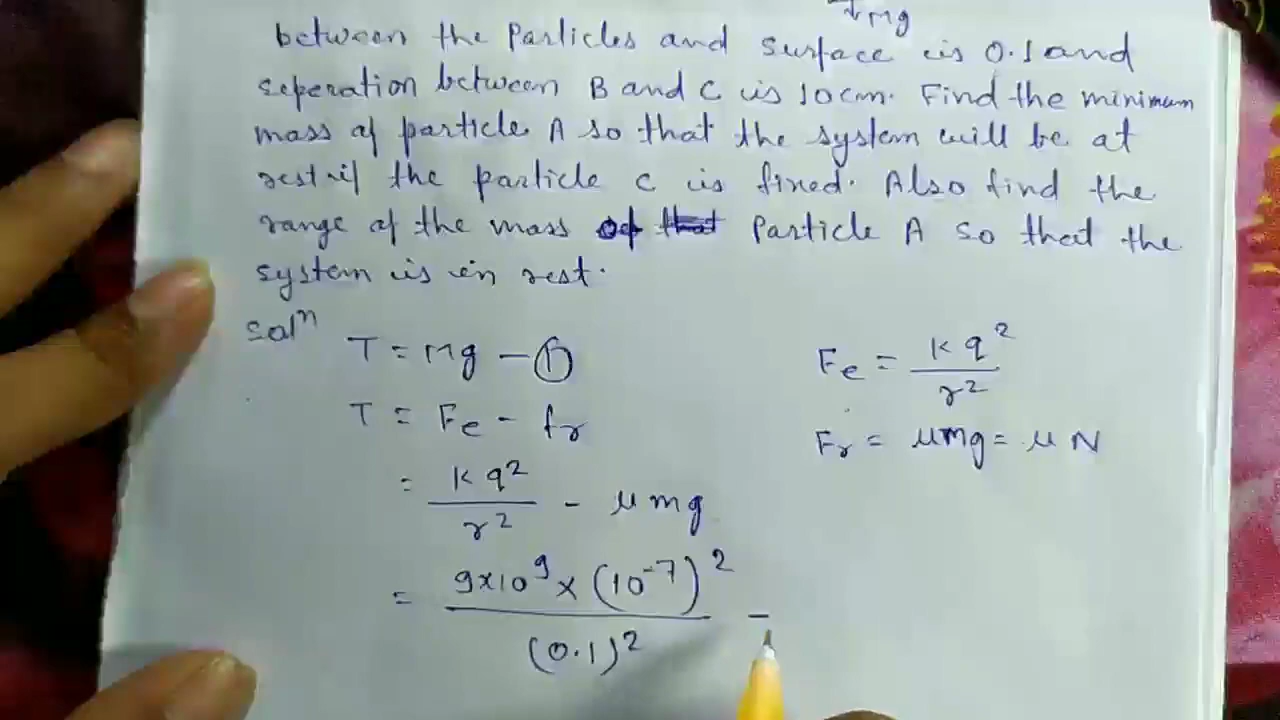 ↓Mg
between the Particles and surface is 0.1 and
seperation between B and C is 10cm. Find the minimum
mass of particle A so that the system will be at
rest if the particle C is fixed. Also find the
range of the mass of that Particle A so that the
system is in rest.
Solⁿ
T = Mg - ①
T = Fe - fr
= kq² / r² - μmg
= 9×10⁹ × (10⁻⁷)² / (0.1)² -
Fe = kq² / r²
Fr = μmg = μN